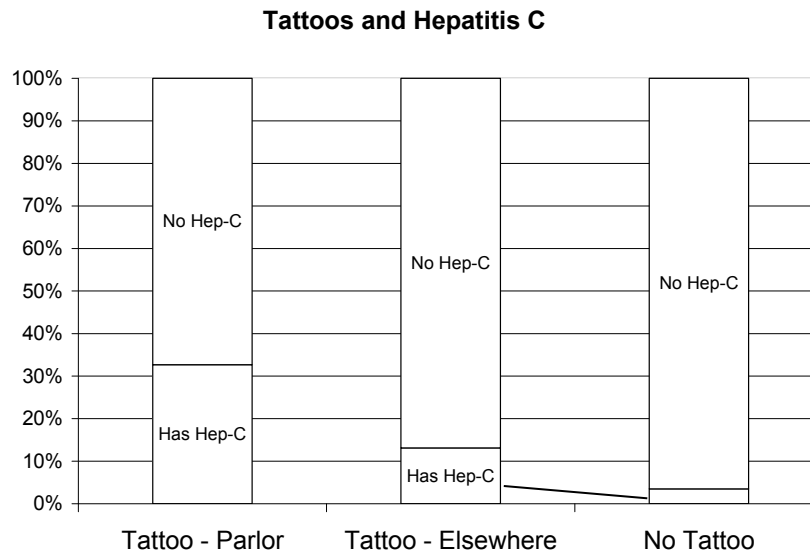 Tattoos and Hepatitis C
100%
90%
80%
70%
60%
50%
40%
30%
20%
10%
0%
No Hep-C
No Hep-C
No Hep-C
Has Hep-C
Has Hep-C
Tattoo - Parlor
Tattoo - Elsewhere
No Tattoo